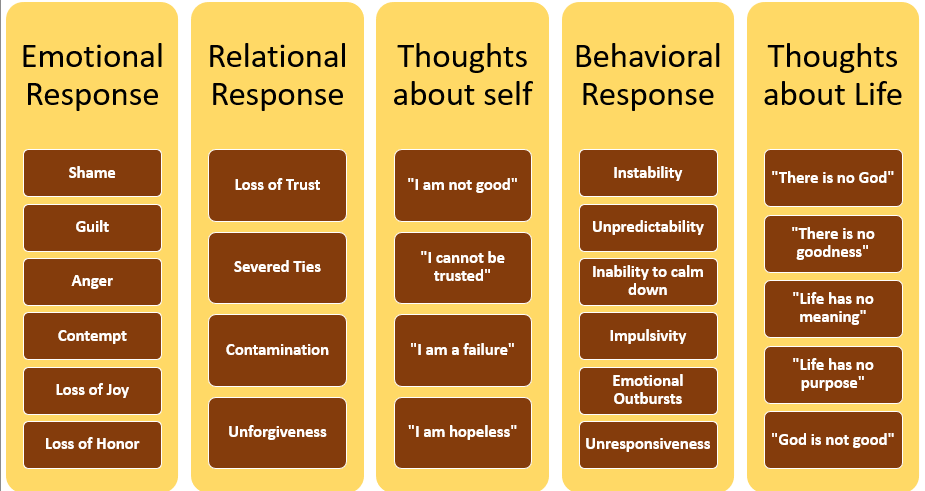 Emotional
Response
Shame
Guilt
Anger
Contempt
Loss of Joy
Loss of Honor
Relational
Response
Loss of Trust
Severed Ties
Contamination
Unforgiveness
Thoughts
about self
"I am not good"
"I cannot be
trusted"
"I am a failure"
"I am hopeless"
Behavioral
Response
Instability
Unpredictability
Inability to calm
down
Impulsivity
Emotional
Outbursts
Unresponsiveness
Thoughts
about Life
"There is no God"
"There is no
goodness"
"Life has no
meaning"
"Life has no
purpose"
"God is not good"